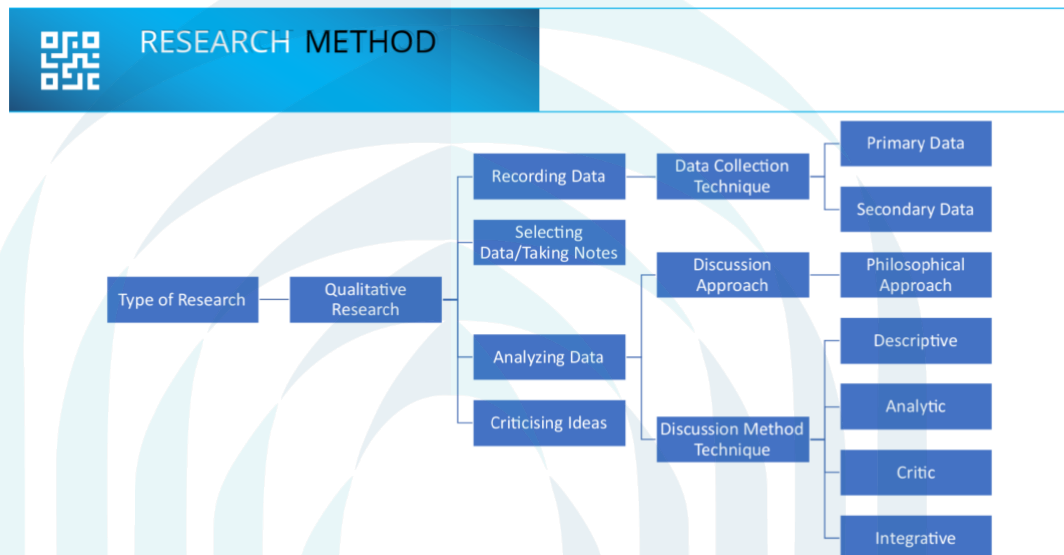 RESEARCH METHOD
Type of Research
Qualitative
Research
Recording Data
Selecting
Data/Taking Notes
Analyzing Data
Criticising Ideas
Data Collection
Technique
Discussion
Approach
Discussion Method
Technique
Primary Data
Secondary Data
Philosophical
Approach
Descriptive
Analytic
Critic
Integrative